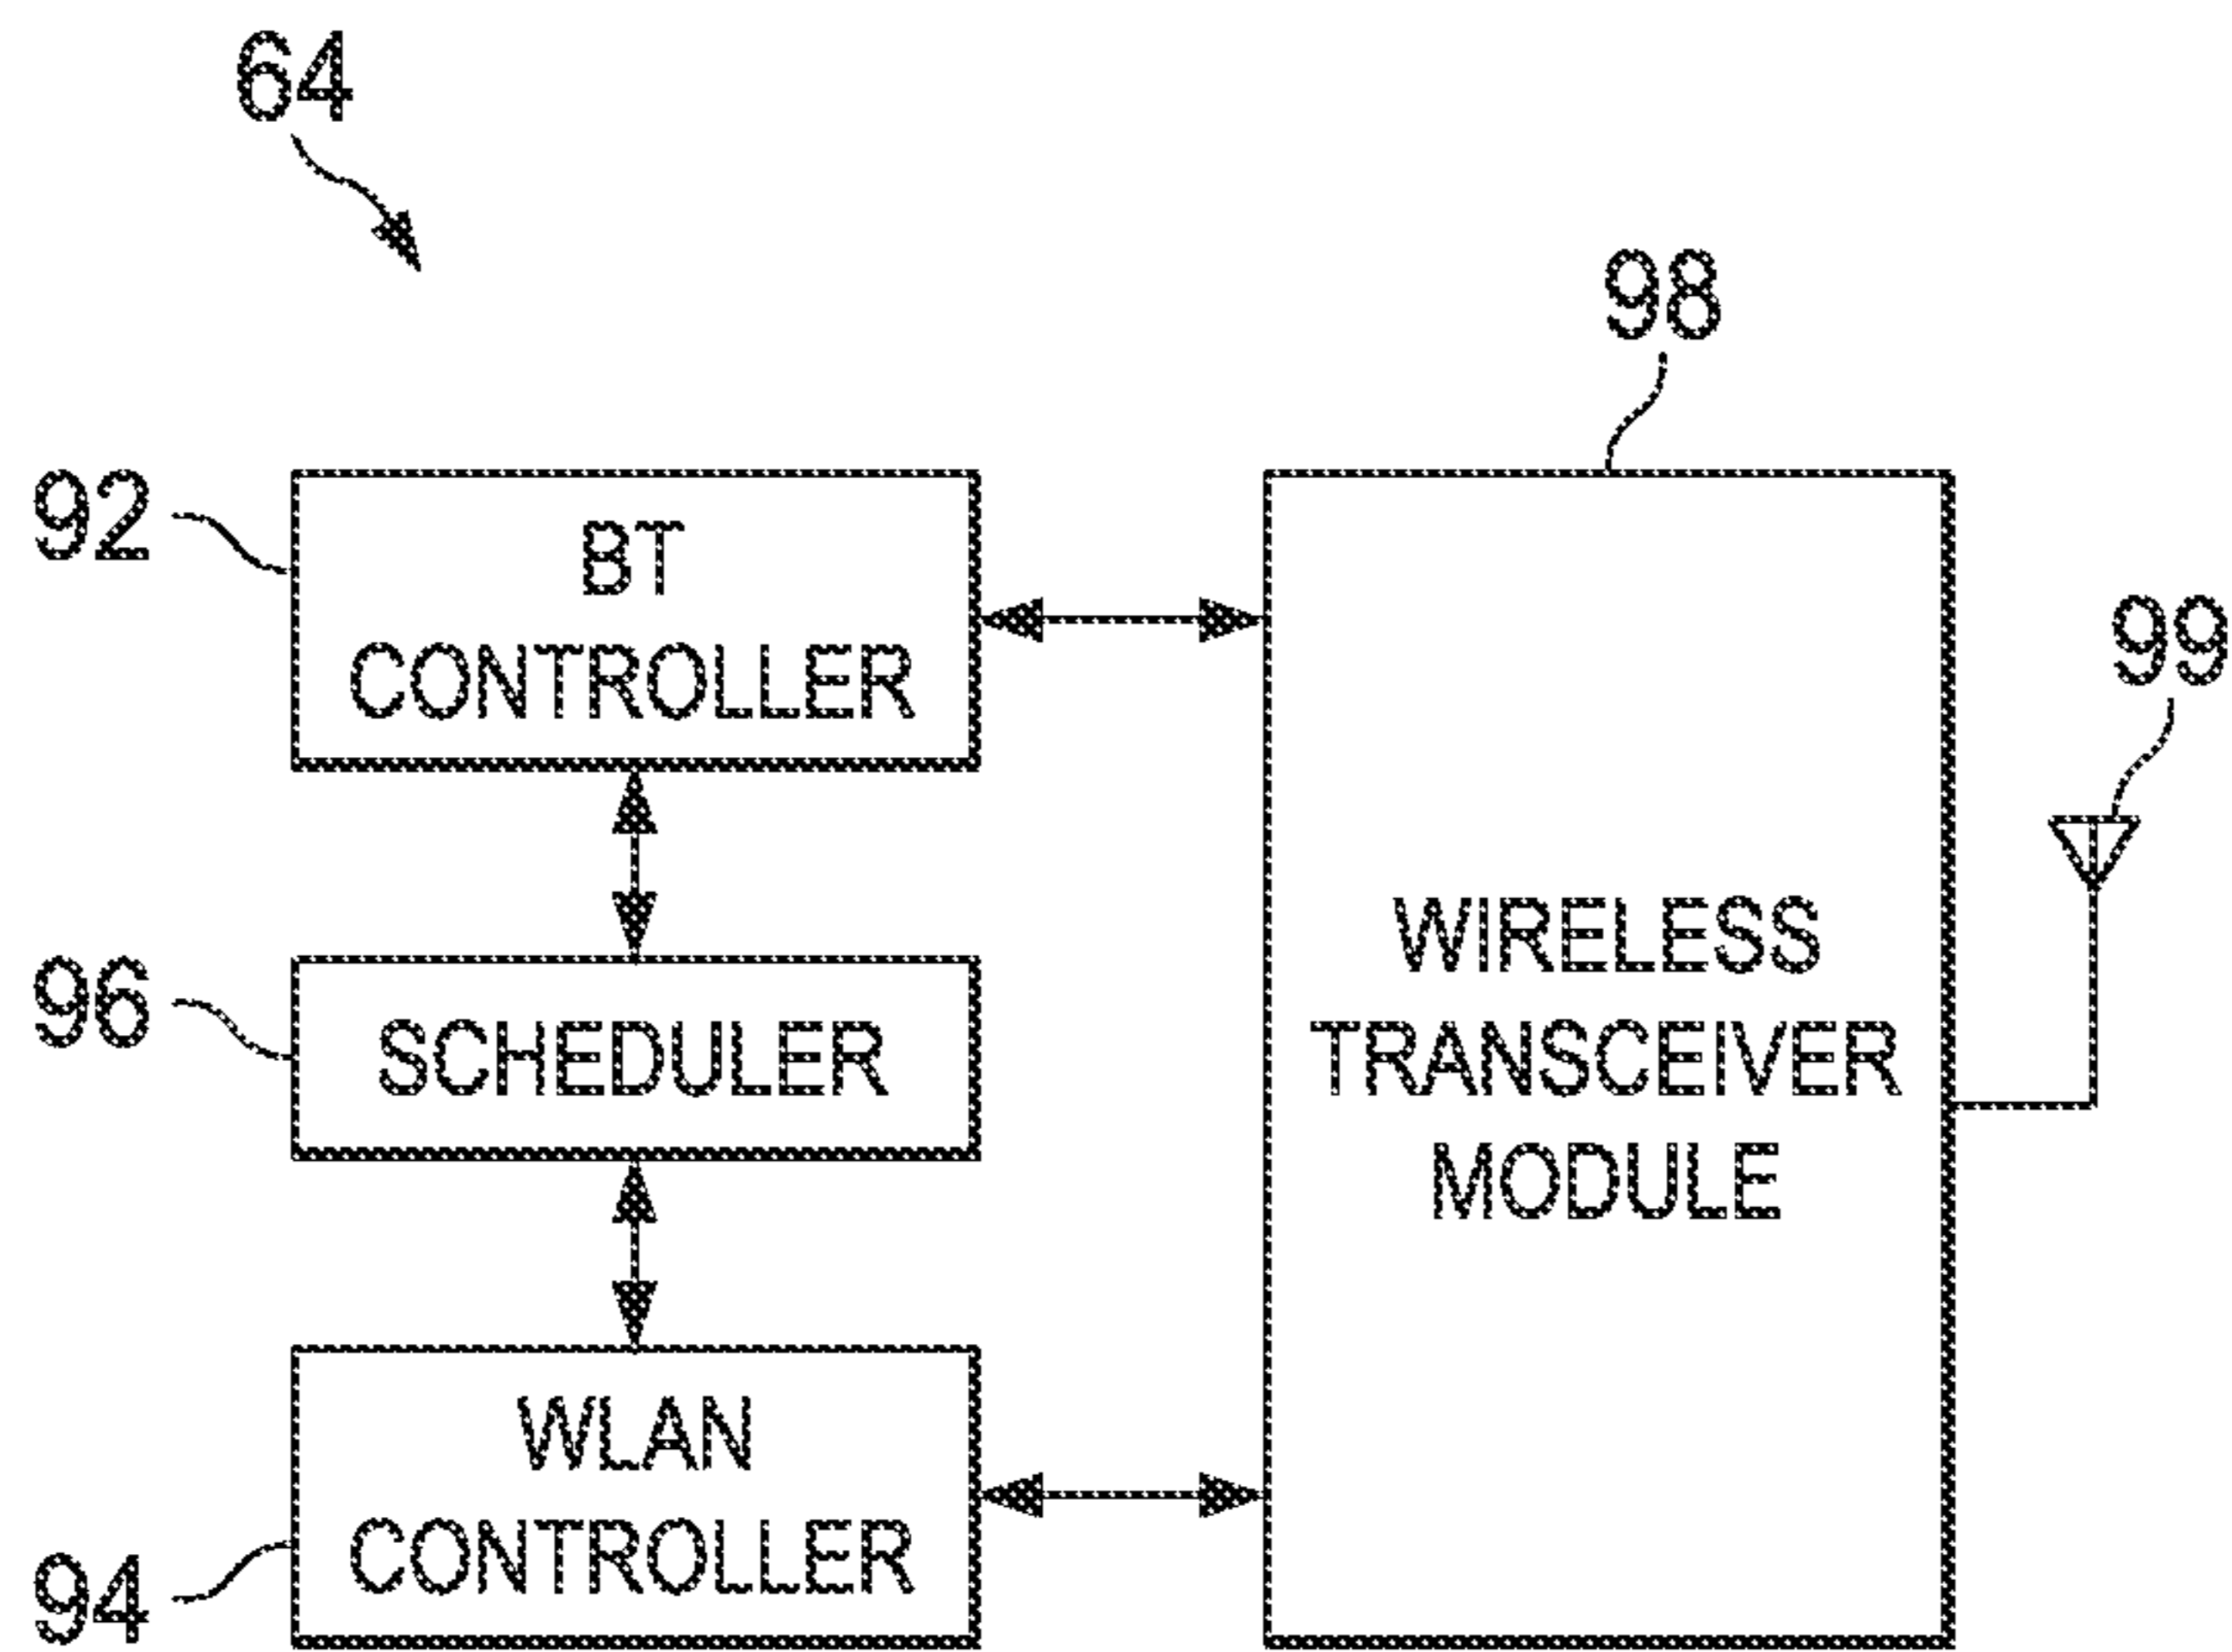 64
98
92
BT
CONTROLLER
99
96
SCHEDULER
WIRELESS
TRANSCEIVER
MODULE
WLAN
CONTROLLER
94